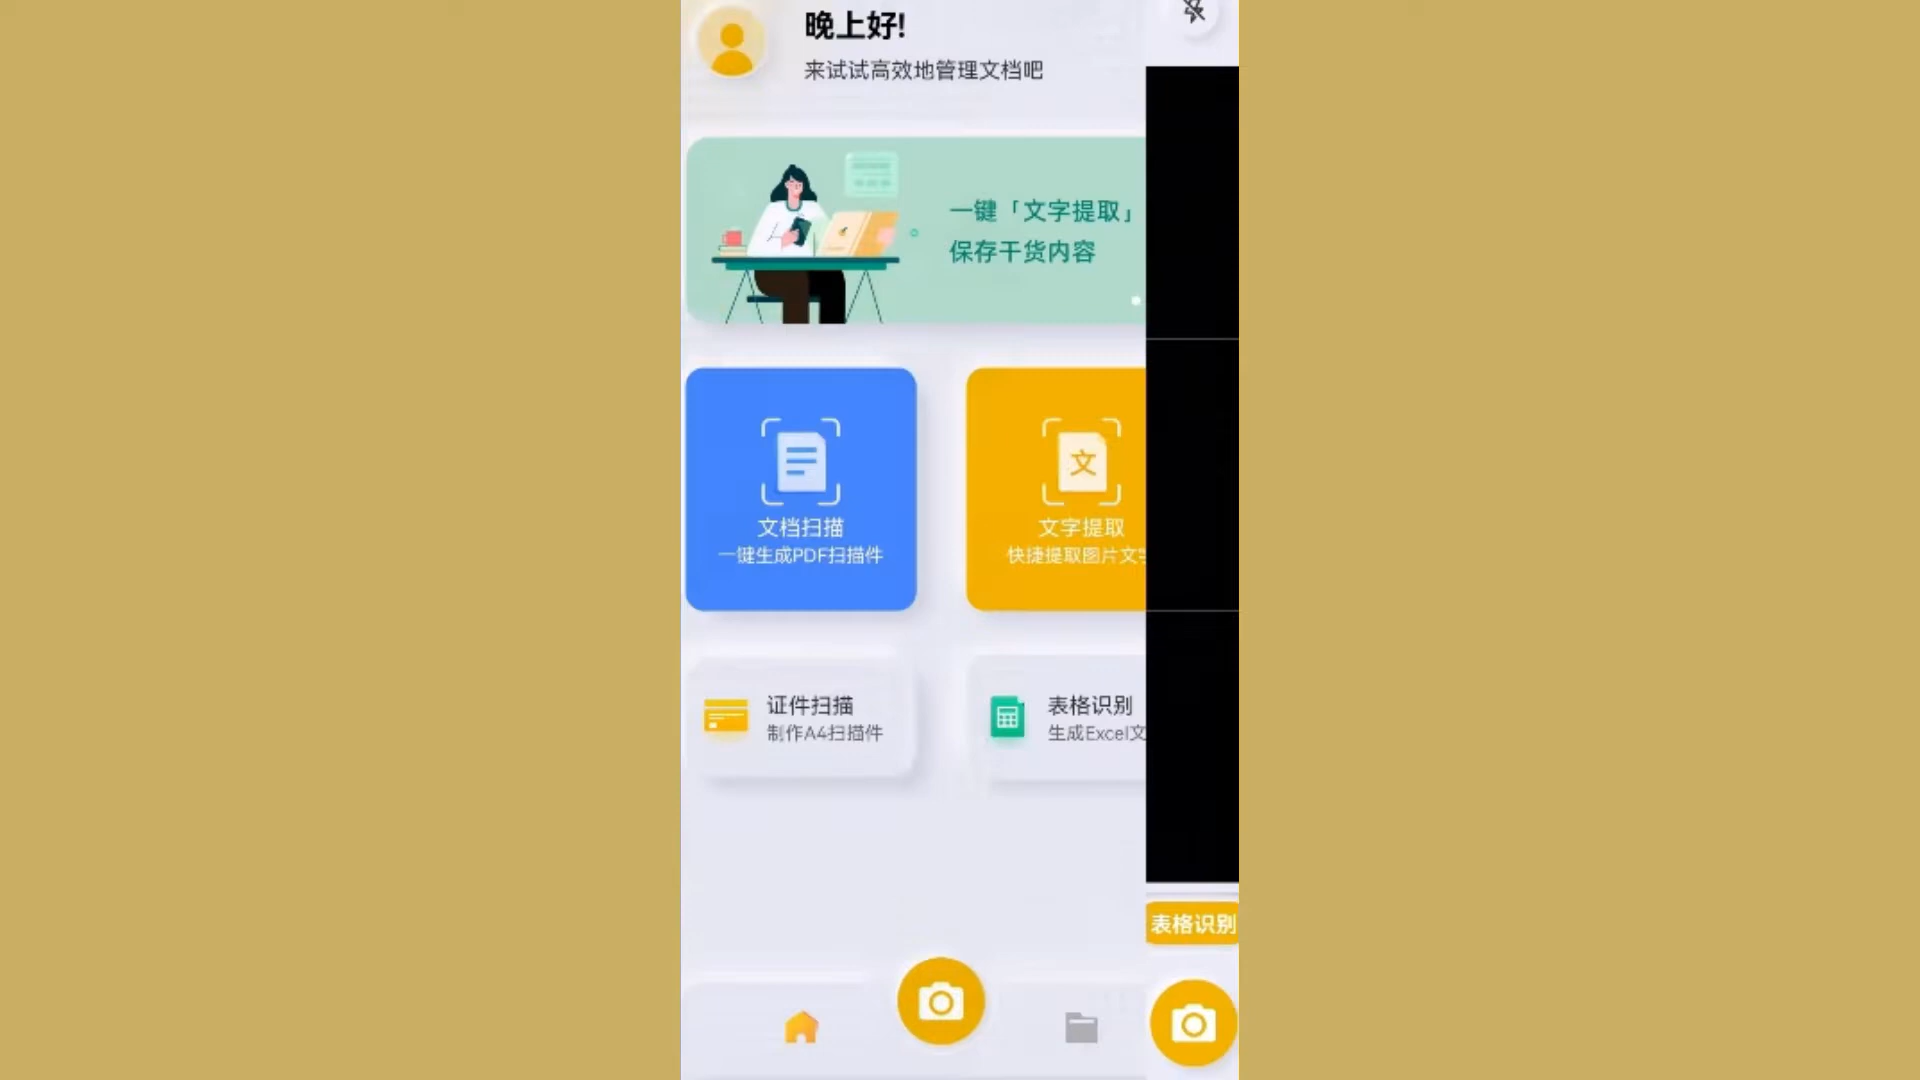 晚上好!
来试试高效地管理文档吧
一键「文字提取」
保存干货内容
文
文档扫描
一键生成PDF扫描件
文字提取
快捷提取图片文
证件扫描
制作A4扫描件
表格识别
生成Excel文
表格识别